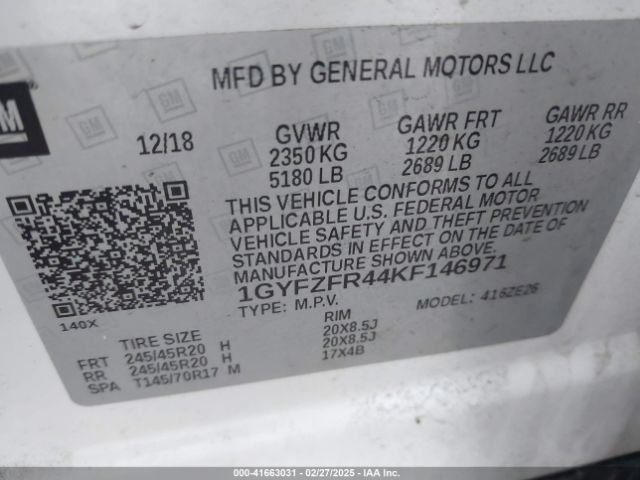 GM
MFD BY GENERAL MOTORS LLC
12/18
GVWR GAWR FRT GAWR RR
2350 KG 1220 KG 1220 KG
5180 LB 2689 LB 2689 LB
THIS VEHICLE CONFORMS TO ALL
APPLICABLE U.S. FEDERAL MOTOR
VEHICLE SAFETY AND THEFT PREVENTION
STANDARDS IN EFFECT ON THE DATE OF
MANUFACTURE SHOWN ABOVE.
1GYFZFR44KF146971
TYPE: M.P.V. MODEL: 416ZE26
140X
TIRE SIZE RIM
FRT 245/45R20 H 20X8.5J
RR 245/45R20 H 20X8.5J
SPA T145/70R17 M 17X4B
000-41663031 - 02/27/2025 - IAA Inc.